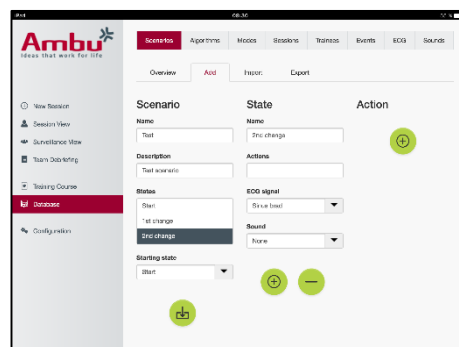 iPad
08.30
Ambu
Ideas that work for life
Scenarios Algorithms Modes Sessions Trainees Events ECG Sounds
Overview Add Import Export
New Session
Session View
Surveillance View
Team Debriefing
Training Course
Database
Configuration
Scenario State Action
Name Name
Test 2nd change
Description Actions
Test scenario
States ECG signal
Start Sinus brad
1st change Sound
2nd change None
Starting state
Start